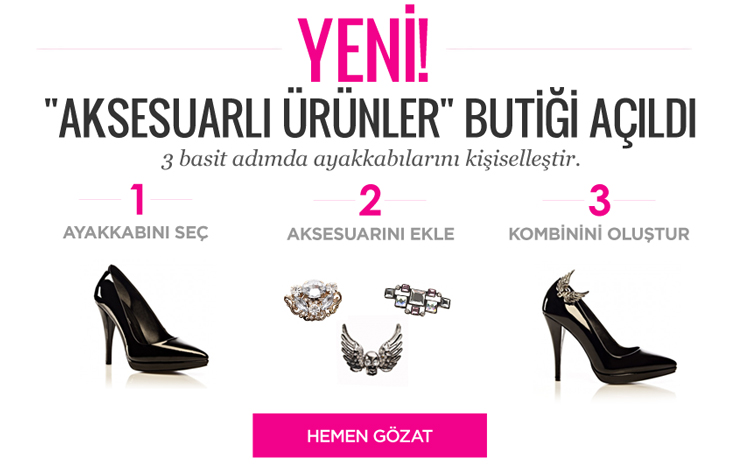 YENİ!
"AKSESUARLI ÜRÜNLER" BUTİĞİ AÇILDI
3 basit adımda ayakkabılarını kişiselleştir.
1
AYAKKABINI SEÇ
2
AKSESUARINI EKLE
3
KOMBİNİNİ OLUŞTUR
HEMEN GÖZAT